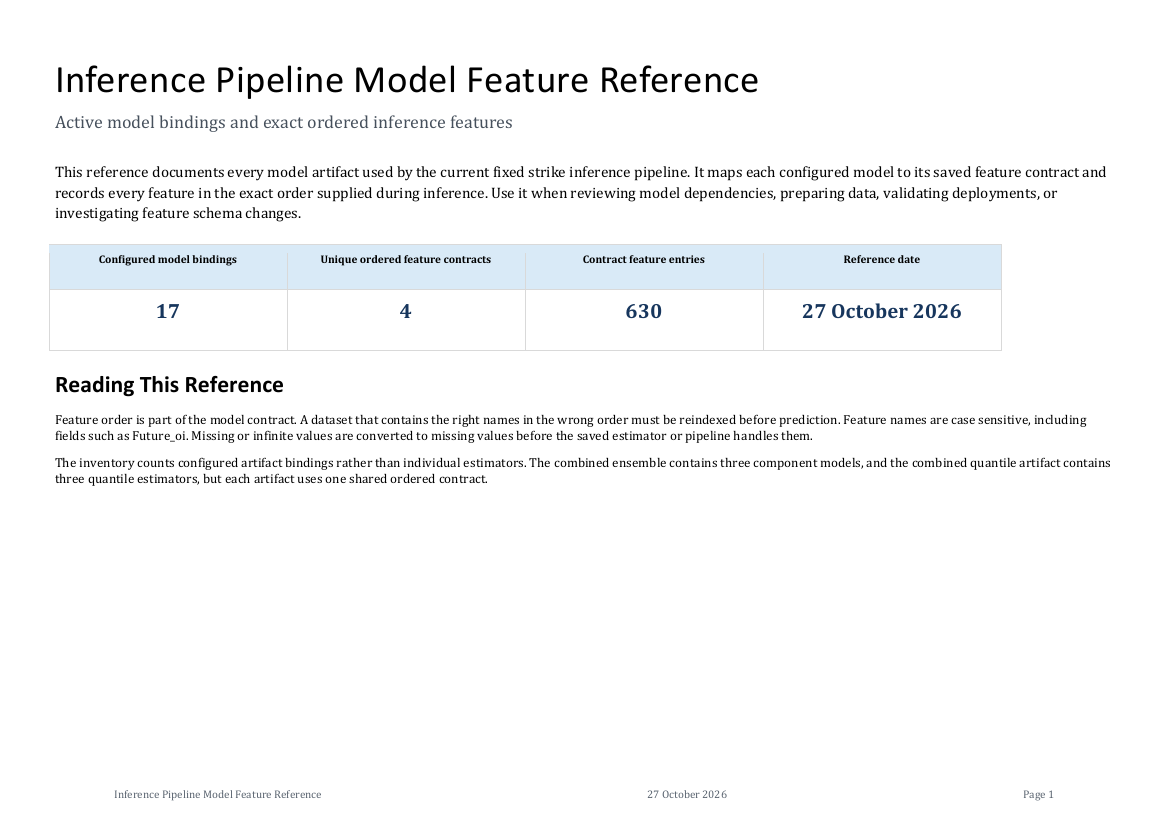 Inference Pipeline Model Feature Reference
Active model bindings and exact ordered inference features
This reference documents every model artifact used by the current fixed strike inference pipeline. It maps each configured model to its saved feature contract and
records every feature in the exact order supplied during inference. Use it when reviewing model dependencies, preparing data, validating deployments, or
investigating feature schema changes.
Configured model bindings Unique ordered feature contracts Contract feature entries Reference date
17 4 630 27 October 2026
Reading This Reference
Feature order is part of the model contract. A dataset that contains the right names in the wrong order must be reindexed before prediction. Feature names are case sensitive, including
fields such as Future_oi. Missing or infinite values are converted to missing values before the saved estimator or pipeline handles them.
The inventory counts configured artifact bindings rather than individual estimators. The combined ensemble contains three component models, and the combined quantile artifact contains
three quantile estimators, but each artifact uses one shared ordered contract.
Inference Pipeline Model Feature Reference 27 October 2026 Page 1